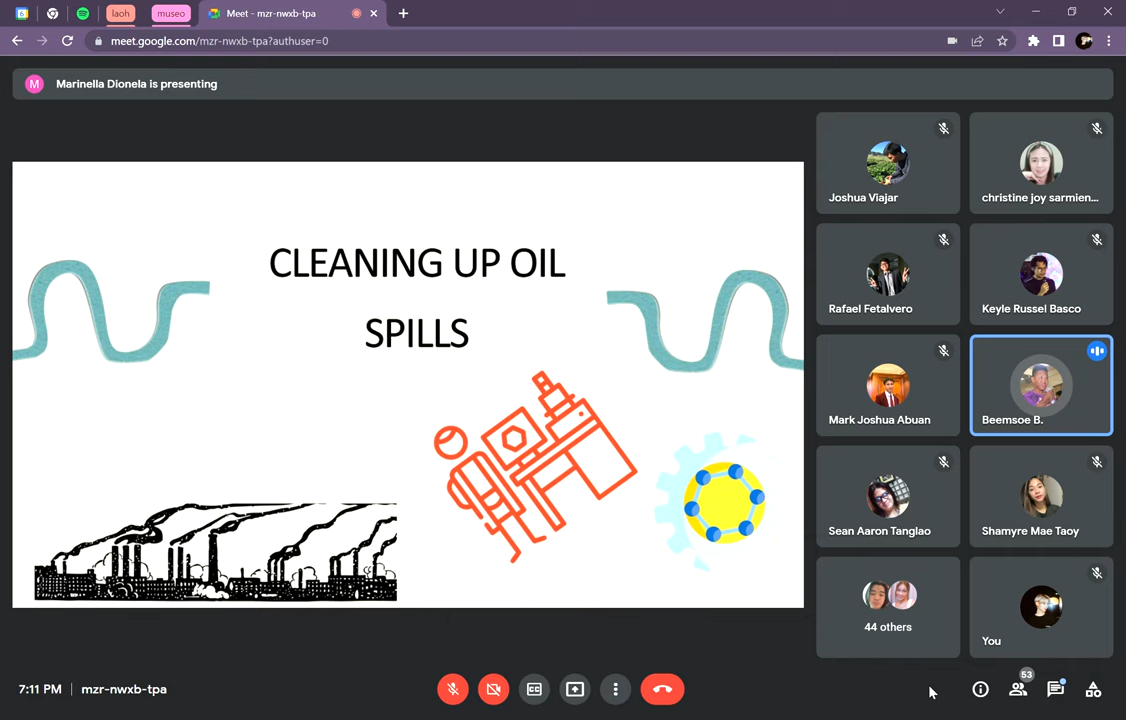 laoh
museo
Meet - mzr-nwxb-tpa
meet.google.com/mzr-nwxb-tpa?authuser=0
M
Marinella Dionela is presenting
CLEANING UP OIL
SPILLS
Joshua Viajar
christine joy sarmien...
Rafael Fetalvero
Keyle Russel Basco
Mark Joshua Abuan
Beemsoe B.
Sean Aaron Tanglao
Shamyre Mae Taoy
44 others
You
7:11 PM | mzr-nwxb-tpa
CC
53